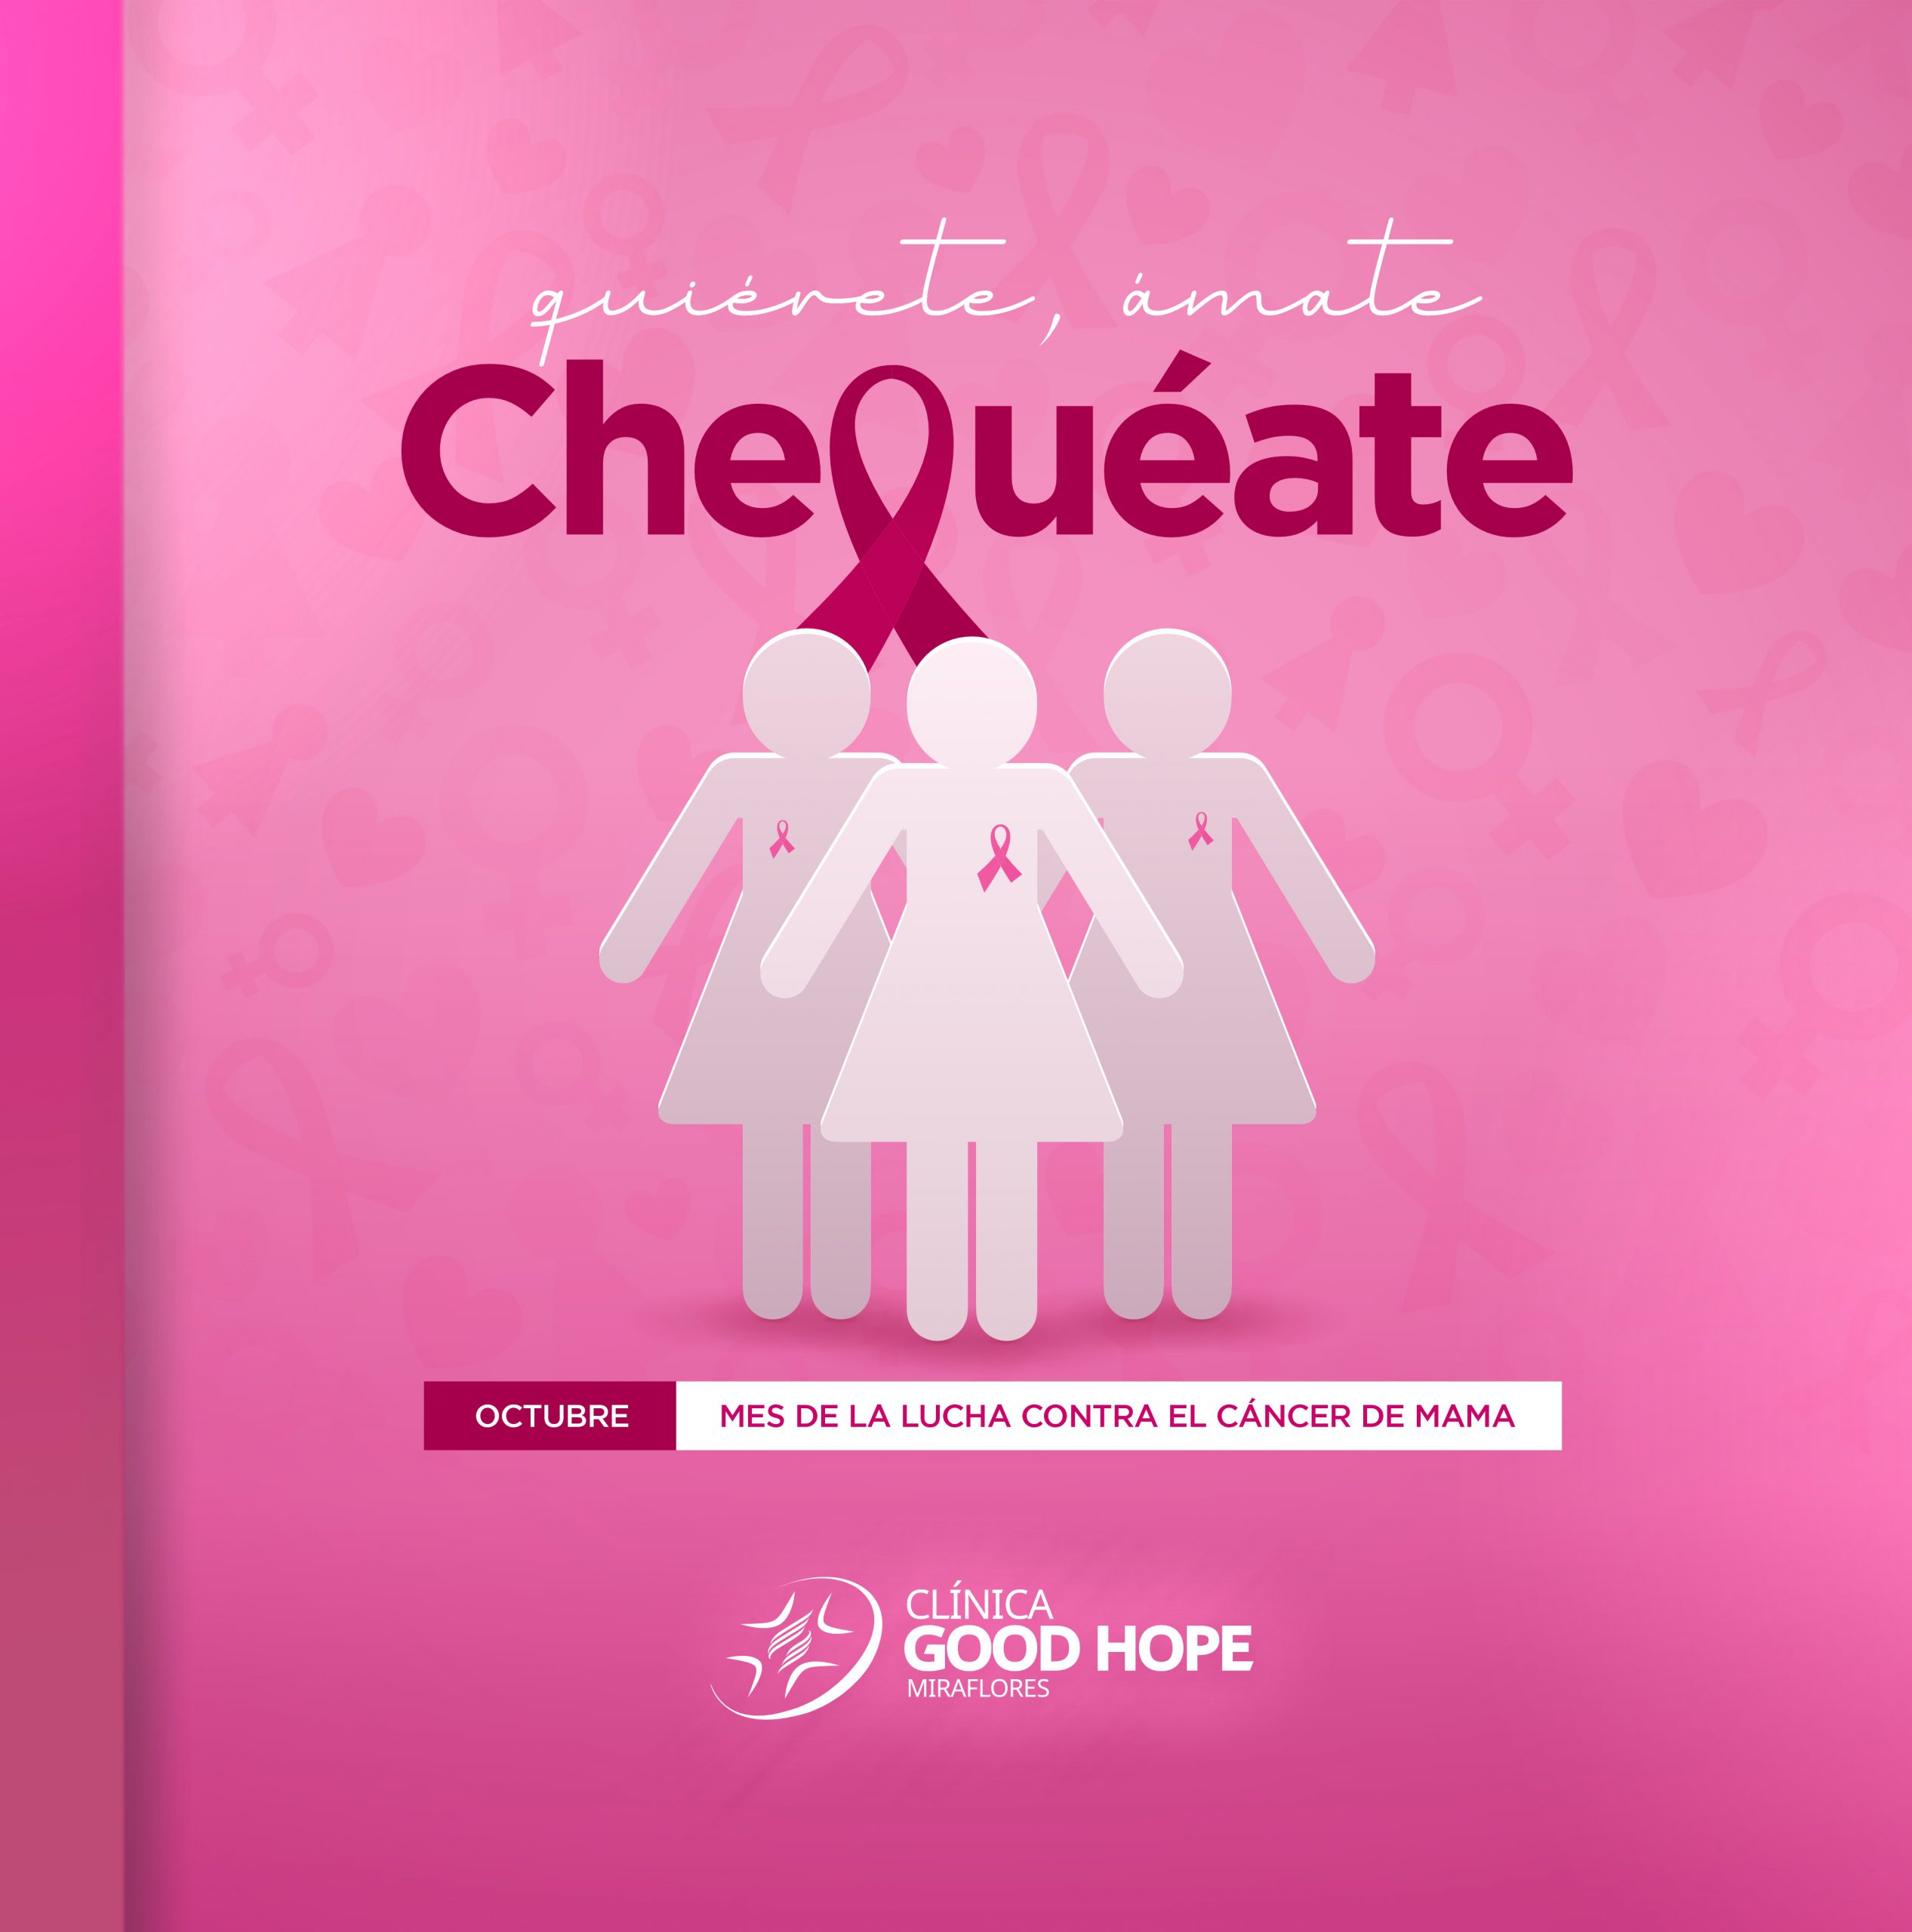 quiérete, ámate
Chequéate
OCTUBRE MES DE LA LUCHA CONTRA EL CÁNCER DE MAMA
CLÍNICA
GOOD HOPE
MIRAFLORES